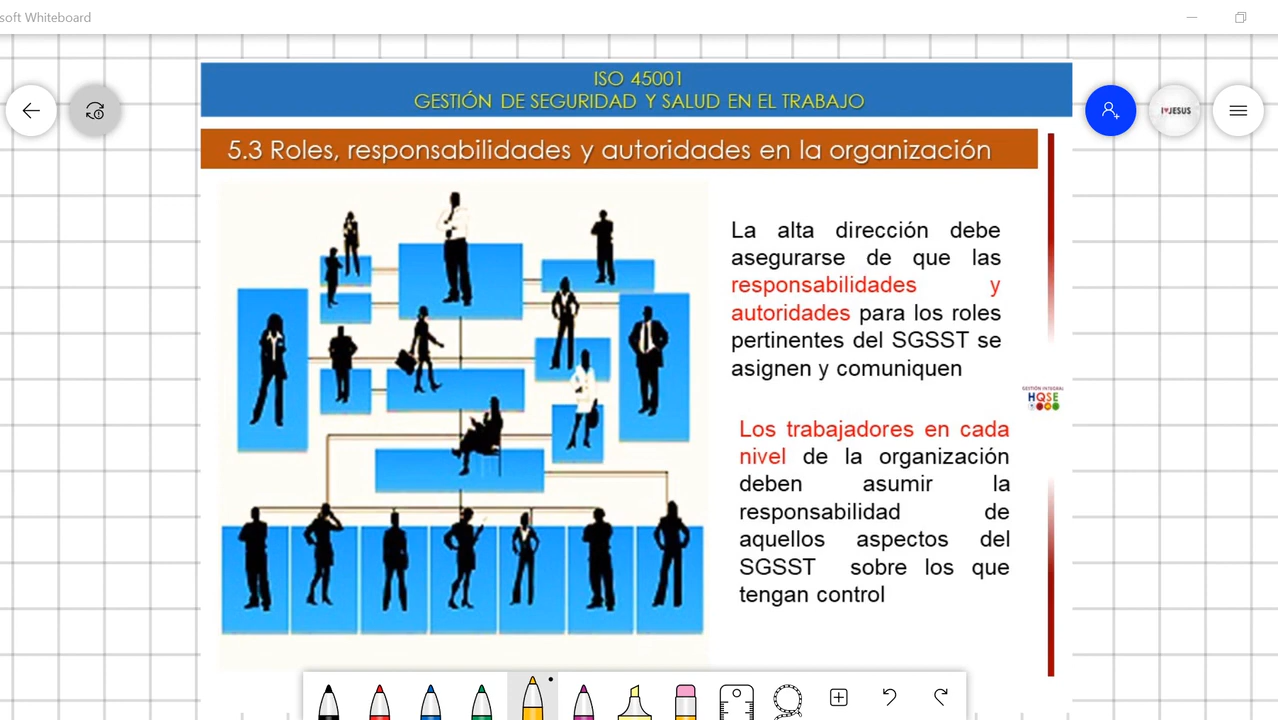 soft Whiteboard
ISO 45001
GESTIÓN DE SEGURIDAD Y SALUD EN EL TRABAJO
5.3 Roles, responsabilidades y autoridades en la organización
La alta dirección debe
asegurarse de que las
responsabilidades y
autoridades para los roles
pertinentes del SGSST se
asignen y comuniquen
Los trabajadores en cada
nivel de la organización
deben asumir la
responsabilidad de
aquellos aspectos del
SGSST sobre los que
tengan control
GESTIÓN INTEGRAL
HQSE
I♥JESUS